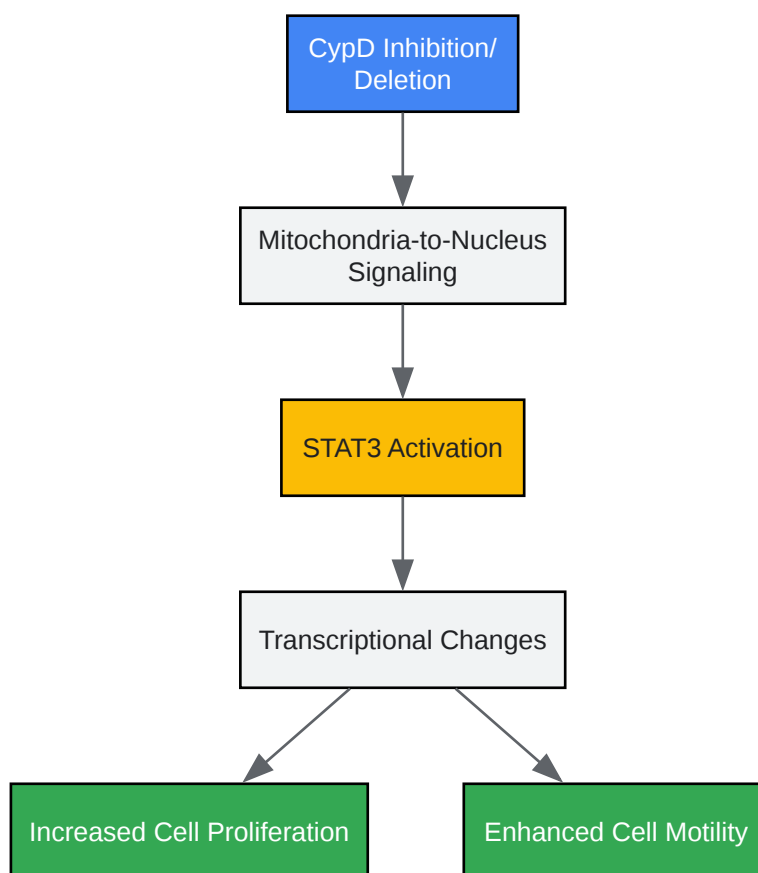 CypD Inhibition/
Deletion
Mitochondria-to-Nucleus
Signaling
STAT3 Activation
Transcriptional Changes
Increased Cell Proliferation
Enhanced Cell Motility